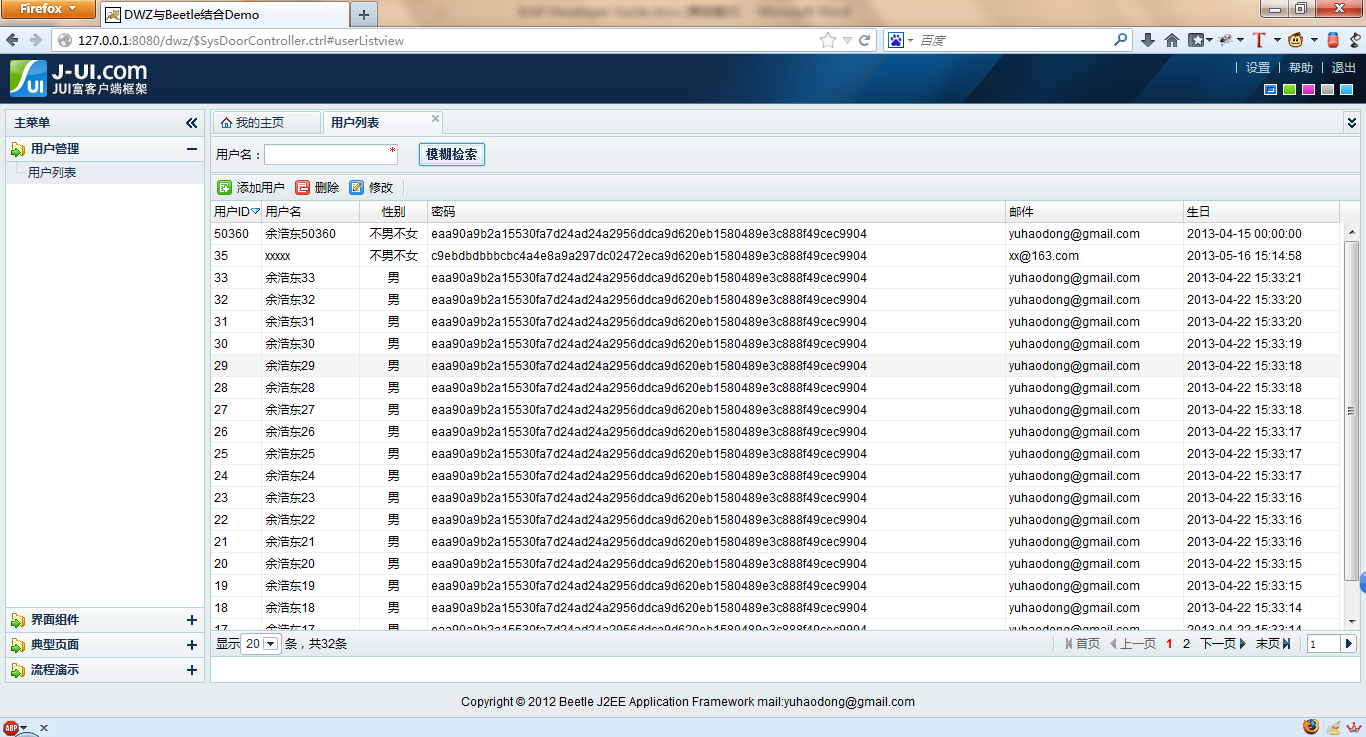 Firefox
DWZ与Beetle结合Demo
127.0.0.1:8080/dwz/$SysDoorController.ctrl#userListview
百度
J-UI.com
JUI富客户端框架
设置 | 帮助 | 退出
主菜单
用户管理
用户列表
界面组件
典型页面
流程演示
我的主页 用户列表
用户名： * 模糊检索
添加用户 删除 修改
用户ID 用户名 性别 密码 邮件 生日
50360 余浩东50360 不男不女 eaa90a9b2a15530fa7d24ad24a2956ddca9d620eb1580489e3c888f49cec9904 yuhaodong@gmail.com 2013-04-15 00:00:00
35 xxxxx 不男不女 c9ebdbdbbbcbc4a4e8a9a297dc02472eca9d620eb1580489e3c888f49cec9904 xx@163.com 2013-05-16 15:14:58
33 余浩东33 男 eaa90a9b2a15530fa7d24ad24a2956ddca9d620eb1580489e3c888f49cec9904 yuhaodong@gmail.com 2013-04-22 15:33:21
32 余浩东32 男 eaa90a9b2a15530fa7d24ad24a2956ddca9d620eb1580489e3c888f49cec9904 yuhaodong@gmail.com 2013-04-22 15:33:20
31 余浩东31 男 eaa90a9b2a15530fa7d24ad24a2956ddca9d620eb1580489e3c888f49cec9904 yuhaodong@gmail.com 2013-04-22 15:33:20
30 余浩东30 男 eaa90a9b2a15530fa7d24ad24a2956ddca9d620eb1580489e3c888f49cec9904 yuhaodong@gmail.com 2013-04-22 15:33:19
29 余浩东29 男 eaa90a9b2a15530fa7d24ad24a2956ddca9d620eb1580489e3c888f49cec9904 yuhaodong@gmail.com 2013-04-22 15:33:18
28 余浩东28 男 eaa90a9b2a15530fa7d24ad24a2956ddca9d620eb1580489e3c888f49cec9904 yuhaodong@gmail.com 2013-04-22 15:33:18
27 余浩东27 男 eaa90a9b2a15530fa7d24ad24a2956ddca9d620eb1580489e3c888f49cec9904 yuhaodong@gmail.com 2013-04-22 15:33:18
26 余浩东26 男 eaa90a9b2a15530fa7d24ad24a2956ddca9d620eb1580489e3c888f49cec9904 yuhaodong@gmail.com 2013-04-22 15:33:17
25 余浩东25 男 eaa90a9b2a15530fa7d24ad24a2956ddca9d620eb1580489e3c888f49cec9904 yuhaodong@gmail.com 2013-04-22 15:33:17
24 余浩东24 男 eaa90a9b2a15530fa7d24ad24a2956ddca9d620eb1580489e3c888f49cec9904 yuhaodong@gmail.com 2013-04-22 15:33:17
23 余浩东23 男 eaa90a9b2a15530fa7d24ad24a2956ddca9d620eb1580489e3c888f49cec9904 yuhaodong@gmail.com 2013-04-22 15:33:16
22 余浩东22 男 eaa90a9b2a15530fa7d24ad24a2956ddca9d620eb1580489e3c888f49cec9904 yuhaodong@gmail.com 2013-04-22 15:33:16
21 余浩东21 男 eaa90a9b2a15530fa7d24ad24a2956ddca9d620eb1580489e3c888f49cec9904 yuhaodong@gmail.com 2013-04-22 15:33:16
20 余浩东20 男 eaa90a9b2a15530fa7d24ad24a2956ddca9d620eb1580489e3c888f49cec9904 yuhaodong@gmail.com 2013-04-22 15:33:15
19 余浩东19 男 eaa90a9b2a15530fa7d24ad24a2956ddca9d620eb1580489e3c888f49cec9904 yuhaodong@gmail.com 2013-04-22 15:33:15
18 余浩东18 男 eaa90a9b2a15530fa7d24ad24a2956ddca9d620eb1580489e3c888f49cec9904 yuhaodong@gmail.com 2013-04-22 15:33:14
17 余浩东17 男 eaa90a9b2a15530fa7d24ad24a2956ddca9d620eb1580489e3c888f49cec9904 yuhaodong@gmail.com 2013-04-22 15:33:14
显示 20 条，共32条 首页 上一页 1 2 下一页 末页 1
Copyright © 2012 Beetle J2EE Application Framework mail:yuhaodong@gmail.com
ABP